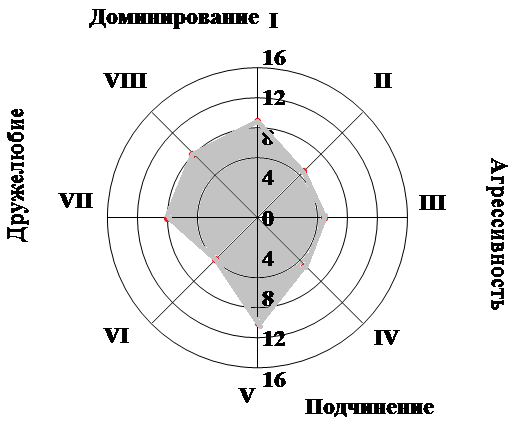 Доминирование I
16
VIII
II
12
8
Дружелюбие
4
Агрессивность
VII
III
0
4
8
VI
IV
12
16
V
Подчинение